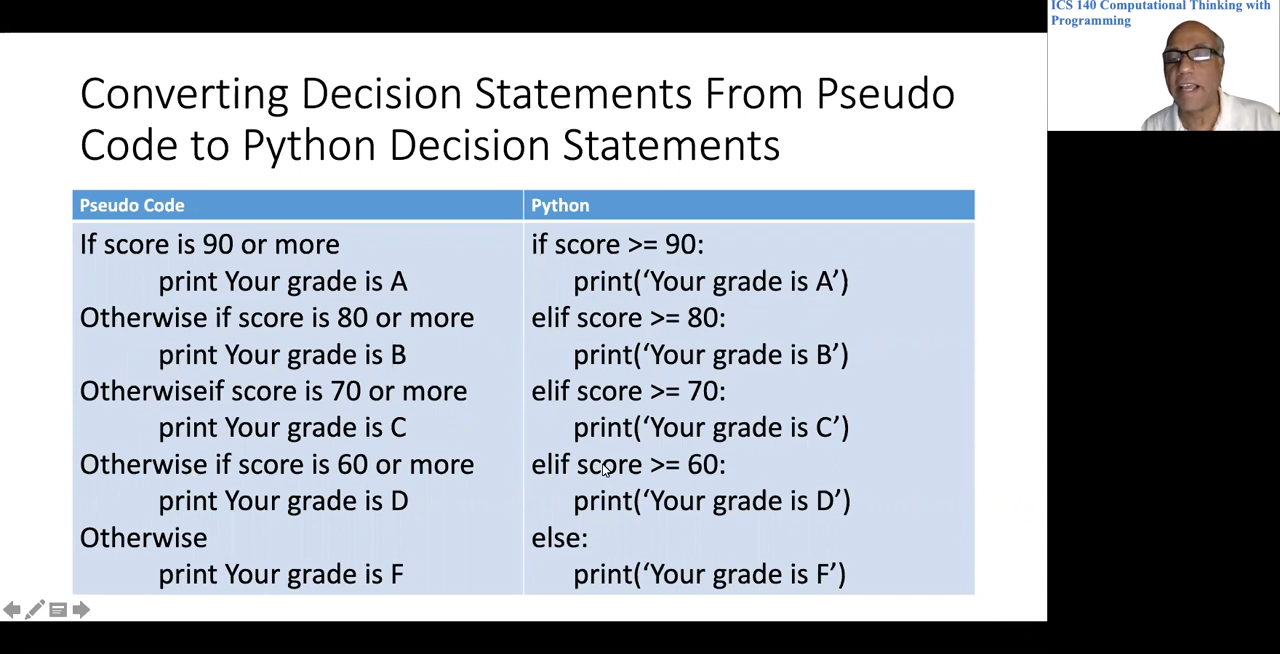 ICS 140 Computational Thinking with
Programming
Converting Decision Statements From Pseudo
Code to Python Decision Statements
Pseudo Code
If score is 90 or more
print Your grade is A
Otherwise if score is 80 or more
print Your grade is B
Otherwiseif score is 70 or more
print Your grade is C
Otherwise if score is 60 or more
print Your grade is D
Otherwise
print Your grade is F
Python
if score >= 90:
print(‘Your grade is A’)
elif score >= 80:
print(‘Your grade is B’)
elif score >= 70:
print(‘Your grade is C’)
elif score >= 60:
print(‘Your grade is D’)
else:
print(‘Your grade is F’)